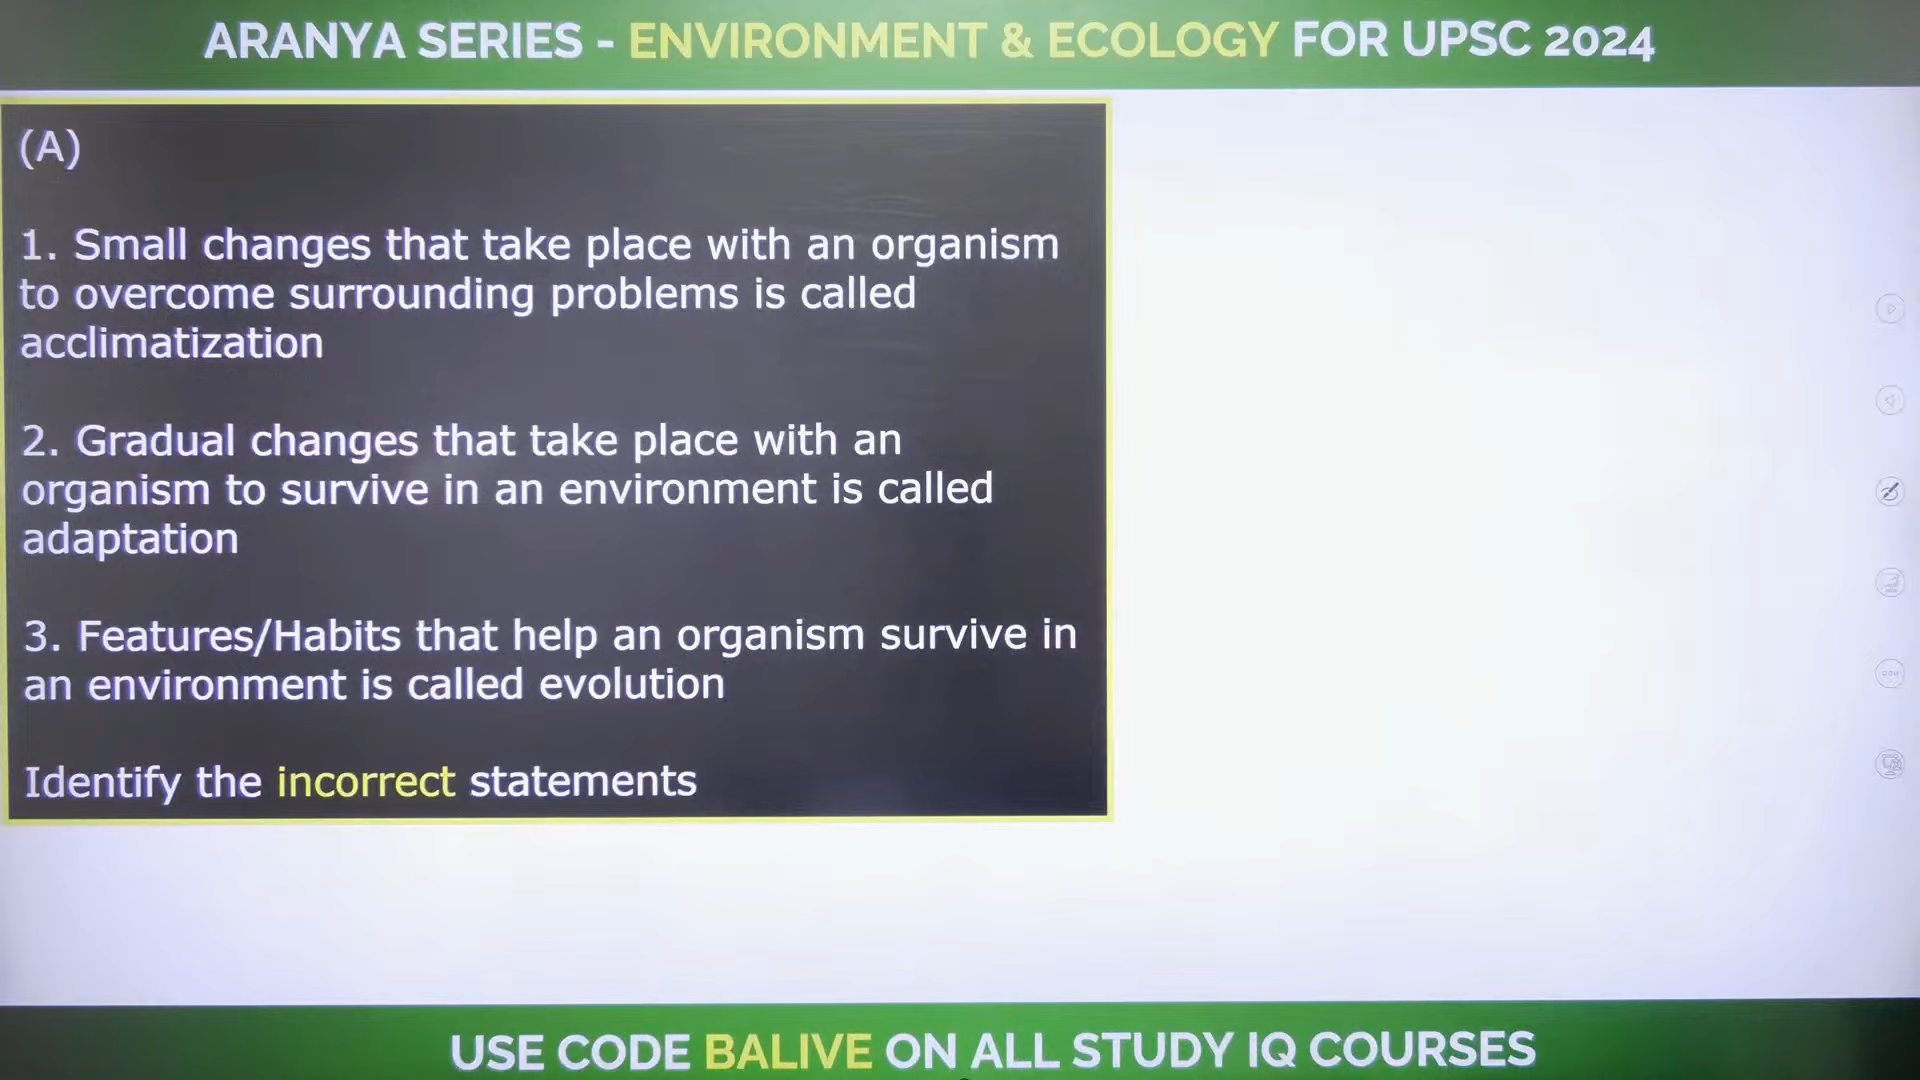 ARANYA SERIES - ENVIRONMENT & ECOLOGY FOR UPSC 2024
(A)
1. Small changes that take place with an organism
to overcome surrounding problems is called
acclimatization
2. Gradual changes that take place with an
organism to survive in an environment is called
adaptation
3. Features/Habits that help an organism survive in
an environment is called evolution
Identify the incorrect statements
USE CODE BALIVE ON ALL STUDY IQ COURSES